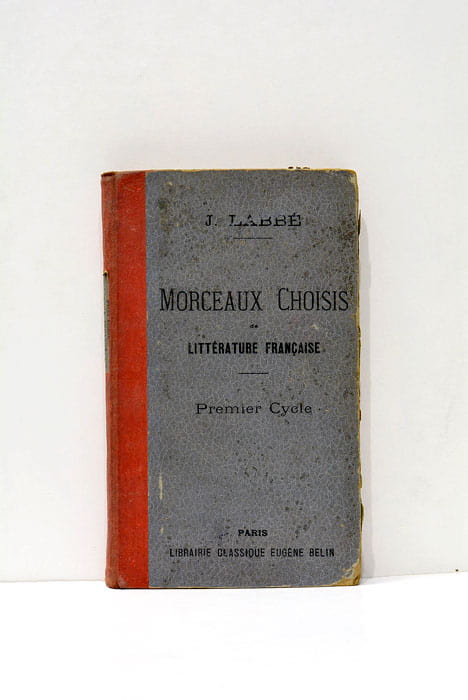 J. LABBÉ
MORCEAUX CHOISIS
de
LITTÉRATURE FRANÇAISE
Premier Cycle
PARIS
LIBRAIRIE CLASSIQUE EUGÈNE BELIN